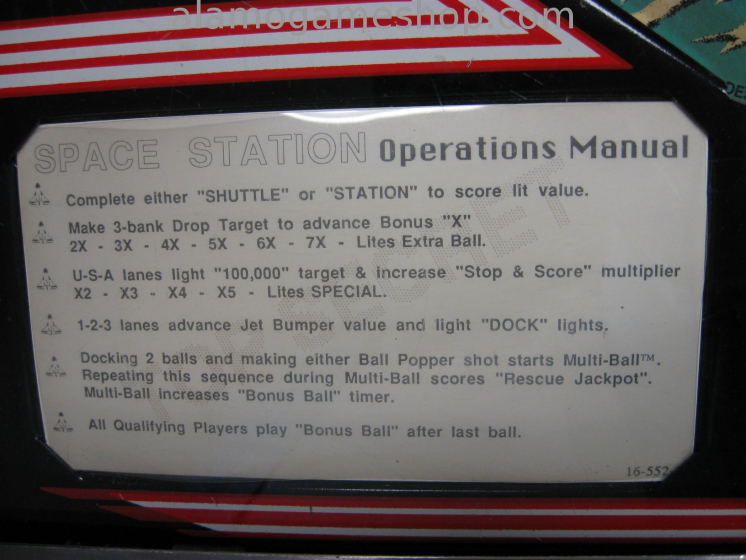 alamogameshop.com
SPACE STATION Operations Manual
Complete either "SHUTTLE" or "STATION" to score lit value.
Make 3-bank Drop Target to advance Bonus "X"
2X - 3X - 4X - 5X - 6X - 7X - Lites Extra Ball.
U-S-A lanes light "100,000" target & increase "Stop & Score" multiplier
X2 - X3 - X4 - X5 - Lites SPECIAL.
1-2-3 lanes advance Jet Bumper value and light "DOCK" lights.
Docking 2 balls and making either Ball Popper shot starts Multi-Ball™.
Repeating this sequence during Multi-Ball scores "Rescue Jackpot".
Multi-Ball increases "Bonus Ball" timer.
All Qualifying Players play "Bonus Ball" after last ball.
TOP SECRET
16-552